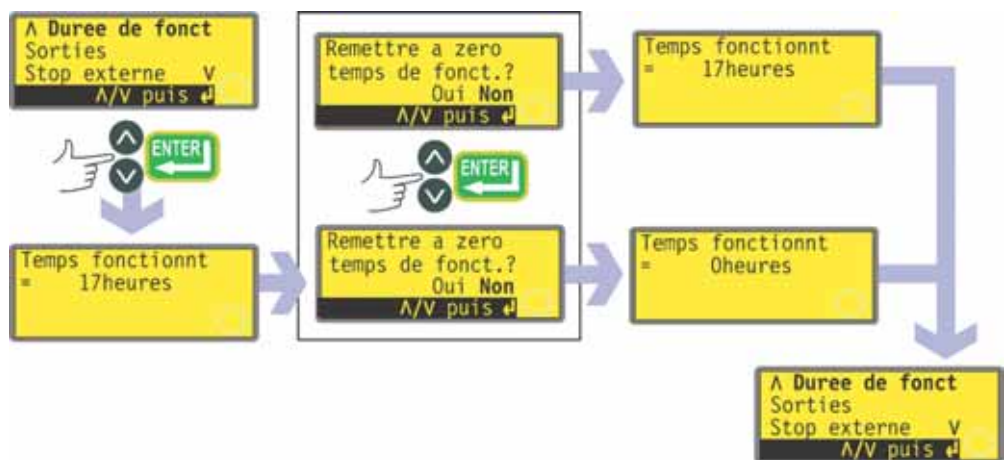 Λ Duree de fonct
Sorties
Stop externe V
Λ/V puis ↲
ENTER
Temps fonctionnt
= 17heures
Remettre a zero
temps de fonct.?
Oui Non
Λ/V puis ↲
ENTER
Remettre a zero
temps de fonct.?
Oui Non
Λ/V puis ↲
Temps fonctionnt
= 17heures
Temps fonctionnt
= 0heures
Λ Duree de fonct
Sorties
Stop externe V
Λ/V puis ↲